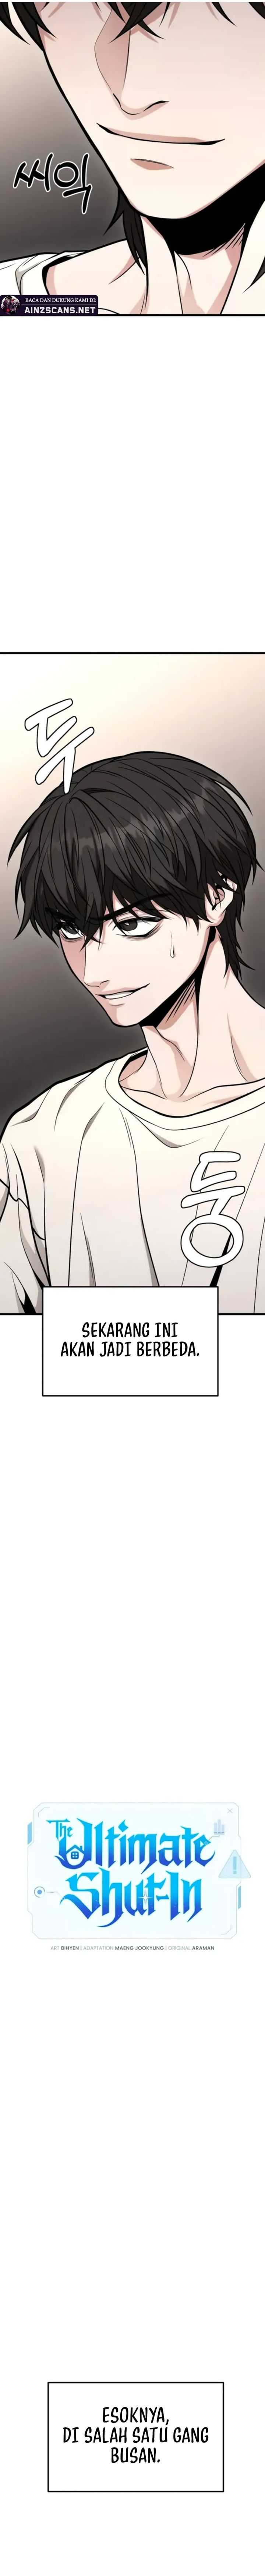 씨익
BACA DAN DUKUNG KAMI DI:
AINZSCANS.NET
두
둥
SEKARANG INI
AKAN JADI BERBEDA.
The
Ultimate
Shut-In
ART BIHYEN | ADAPTATION MAENG JOOKYUNG | ORIGINAL ARAMAN
ESOKNYA,
DI SALAH SATU GANG
BUSAN.